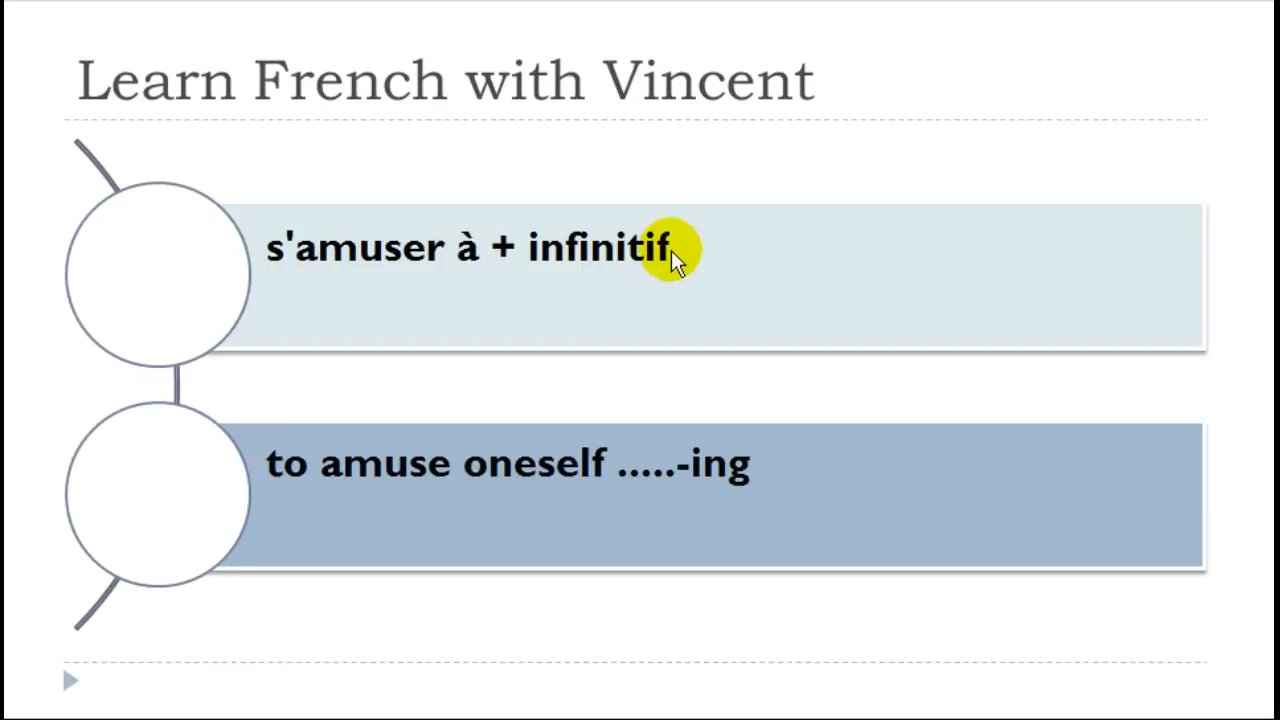 Learn French with Vincent
s'amuser à + infinitif
to amuse oneself .....-ing